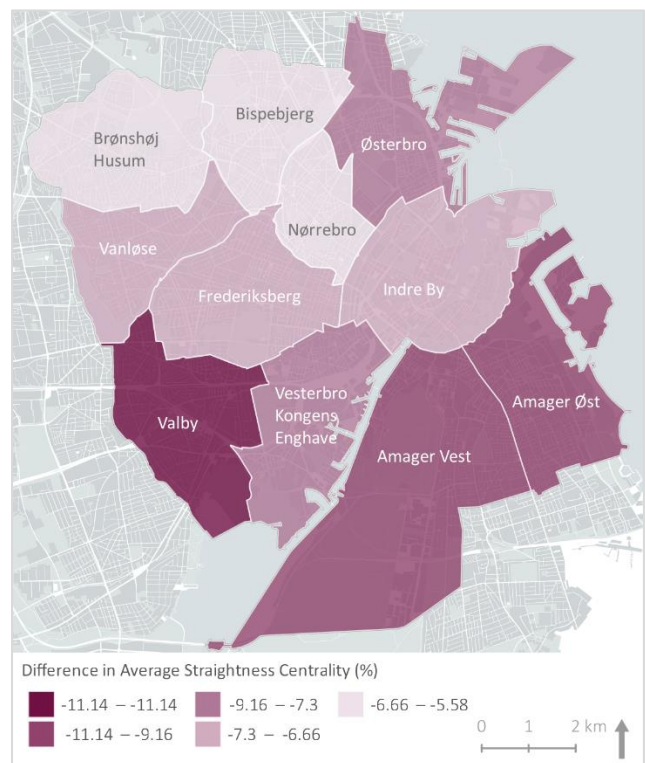 Bispebjerg
Brønshøj
Husum
Østerbro
Nørrebro
Vanløse
Frederiksberg
Indre By
Valby
Vesterbro
Kongens
Enghave
Amager Øst
Amager Vest
Difference in Average Straightness Centrality (%)
-11.14 – -11.14
-9.16 – -7.3
-6.66 – -5.58
-11.14 – -9.16
-7.3 – -6.66
0 1 2 km